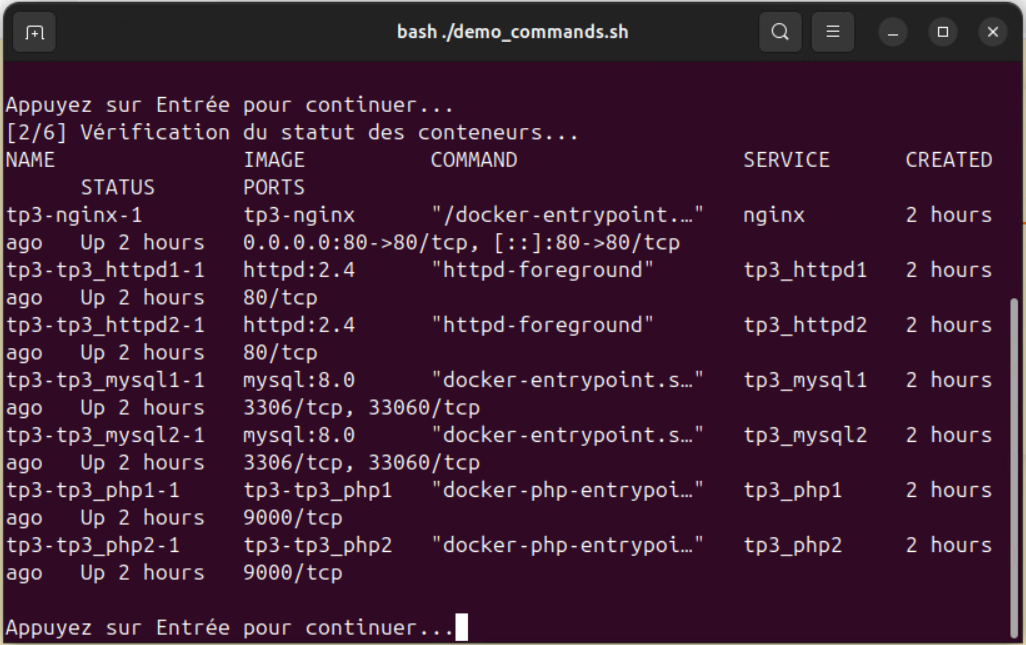 bash ./demo_commands.sh
Appuyez sur Entrée pour continuer...
[2/6] Vérification du statut des conteneurs...
NAME                IMAGE          COMMAND                  SERVICE      CREATED
      STATUS       PORTS
tp3-nginx-1         tp3-nginx      "/docker-entrypoint.…"   nginx        2 hours
ago   Up 2 hours   0.0.0.0:80->80/tcp, [::]:80->80/tcp
tp3-tp3_httpd1-1    httpd:2.4      "httpd-foreground"       tp3_httpd1   2 hours
ago   Up 2 hours   80/tcp
tp3-tp3_httpd2-1    httpd:2.4      "httpd-foreground"       tp3_httpd2   2 hours
ago   Up 2 hours   80/tcp
tp3-tp3_mysql1-1    mysql:8.0      "docker-entrypoint.s…"   tp3_mysql1   2 hours
ago   Up 2 hours   3306/tcp, 33060/tcp
tp3-tp3_mysql2-1    mysql:8.0      "docker-entrypoint.s…"   tp3_mysql2   2 hours
ago   Up 2 hours   3306/tcp, 33060/tcp
tp3-tp3_php1-1      tp3-tp3_php1   "docker-php-entrypoi…"   tp3_php1     2 hours
ago   Up 2 hours   9000/tcp
tp3-tp3_php2-1      tp3-tp3_php2   "docker-php-entrypoi…"   tp3_php2     2 hours
ago   Up 2 hours   9000/tcp
Appuyez sur Entrée pour continuer...